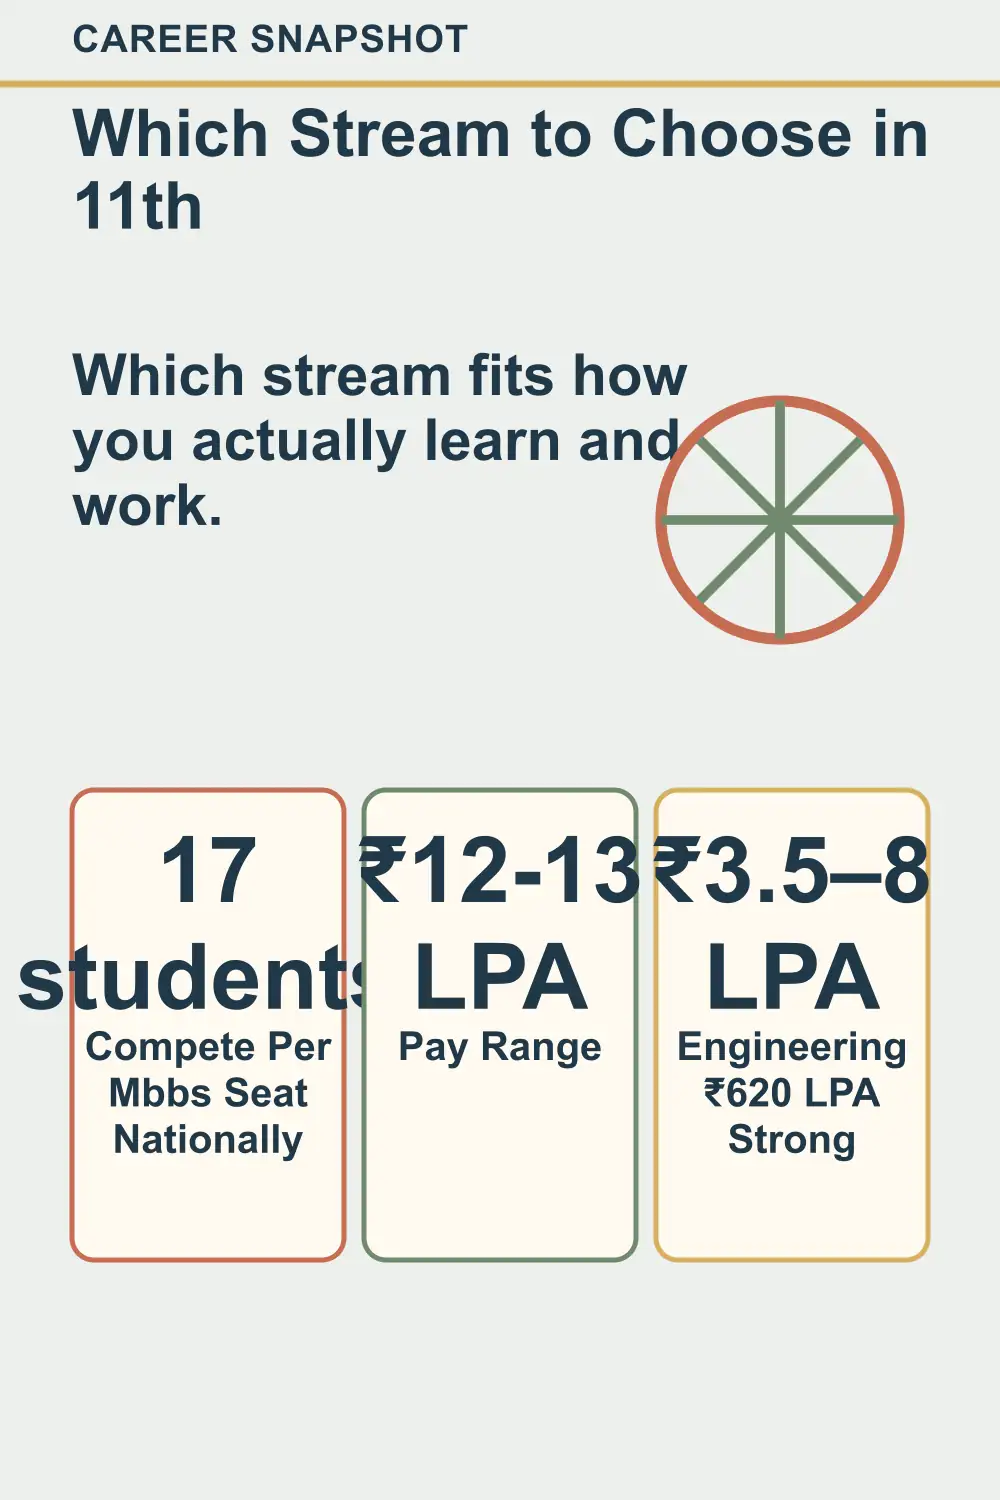 CAREER SNAPSHOT
Which Stream to Choose in
11th
Which stream fits how
you actually learn and
work.
17
students
Compete Per
Mbbs Seat
Nationally
₹12-13
LPA
Pay Range
₹3.5–8
LPA
Engineering
₹620 LPA
Strong